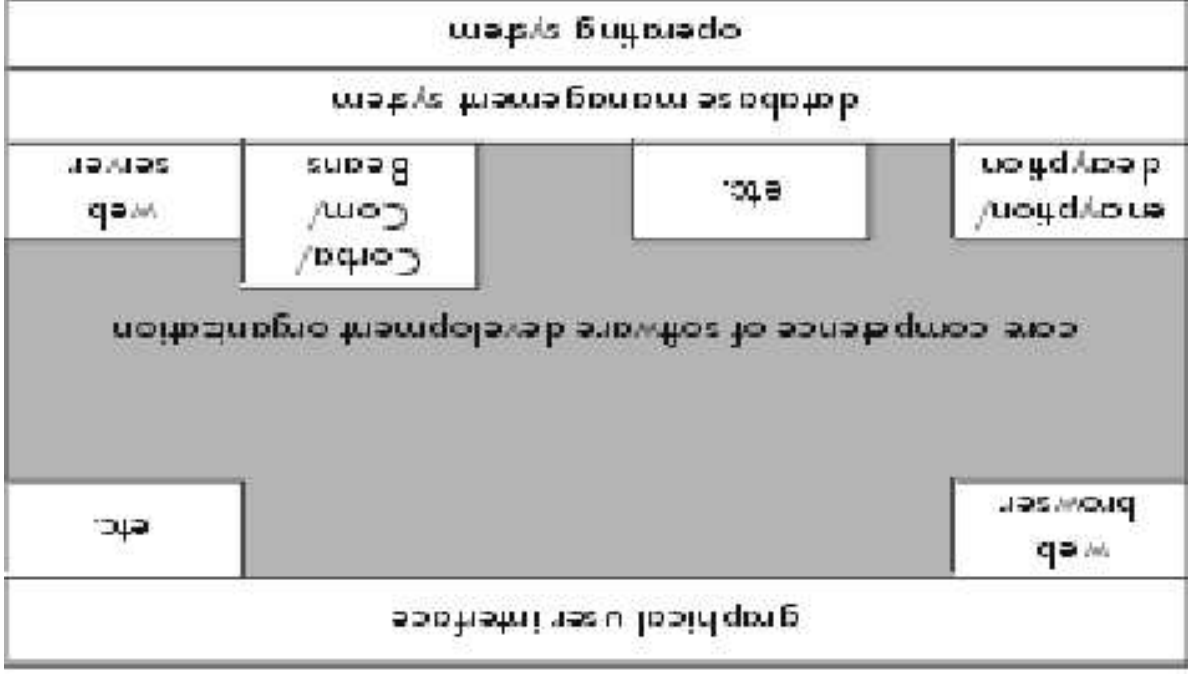 graphical user interface
web
browser
etc.
core competence of software development organization
encryption/
decryption
etc.
Corba/
Com/
Beans
web
server
database management system
operating system